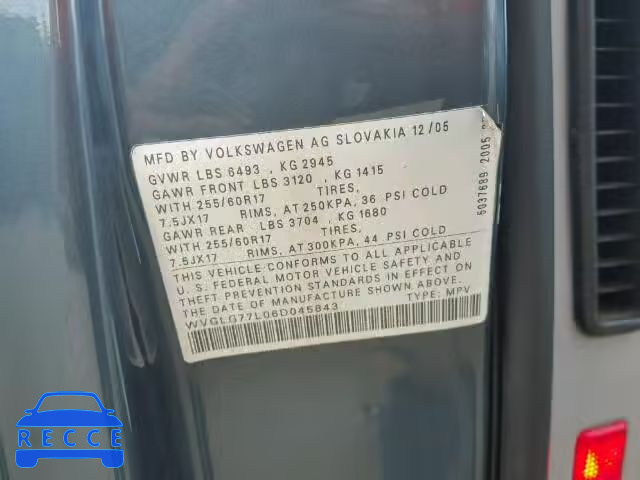 MFD BY VOLKSWAGEN AG SLOVAKIA 12/05
GVWR LBS 6493 , KG 2945
GAWR FRONT LBS 3120 , KG 1415
WITH 255/60R17 TIRES,
7.5JX17 RIMS, AT 250KPA, 36 PSI COLD
GAWR REAR LBS 3704 , KG 1680
WITH 255/60R17 TIRES,
7.5JX17 RIMS, AT 300KPA, 44 PSI COLD
THIS VEHICLE CONFORMS TO ALL APPLICABLE
U.S. FEDERAL MOTOR VEHICLE SAFETY AND
THEFT PREVENTION STANDARDS IN EFFECT ON
THE DATE OF MANUFACTURE SHOWN ABOVE.
WVGLG77L06D045843 TYPE: MPV
5037689 2005
RECCE